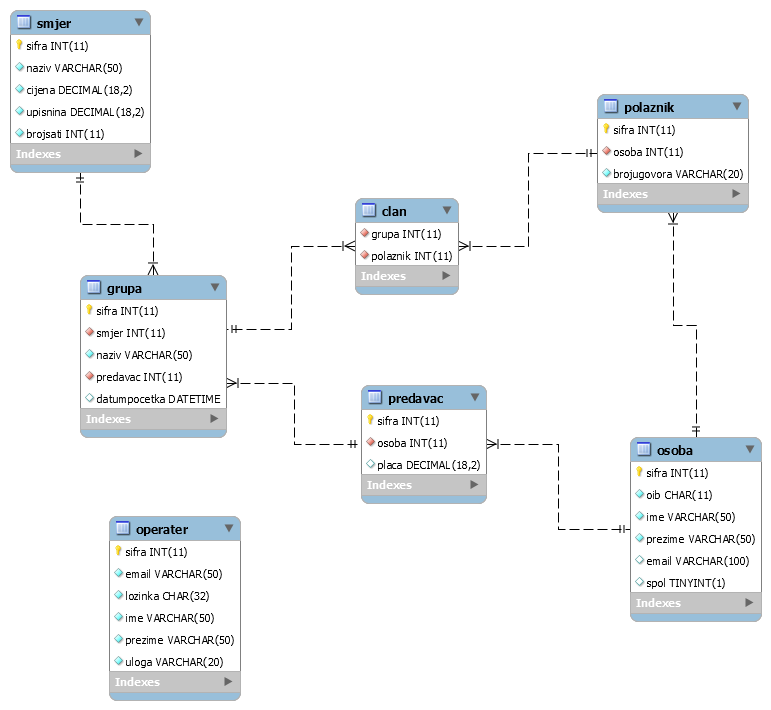 smjer
sifra INT(11)
naziv VARCHAR(50)
cijena DECIMAL(18,2)
upisnina DECIMAL(18,2)
brojsati INT(11)
Indexes
polaznik
sifra INT(11)
osoba INT(11)
brojugovora VARCHAR(20)
Indexes
clan
grupa INT(11)
polaznik INT(11)
Indexes
grupa
sifra INT(11)
smjer INT(11)
naziv VARCHAR(50)
predavac INT(11)
datumpocetka DATETIME
Indexes
predavac
sifra INT(11)
osoba INT(11)
placa DECIMAL(18,2)
Indexes
osoba
sifra INT(11)
oib CHAR(11)
ime VARCHAR(50)
prezime VARCHAR(50)
email VARCHAR(100)
spol TINYINT(1)
Indexes
operater
sifra INT(11)
email VARCHAR(50)
lozinka CHAR(32)
ime VARCHAR(50)
prezime VARCHAR(50)
uloga VARCHAR(20)
Indexes